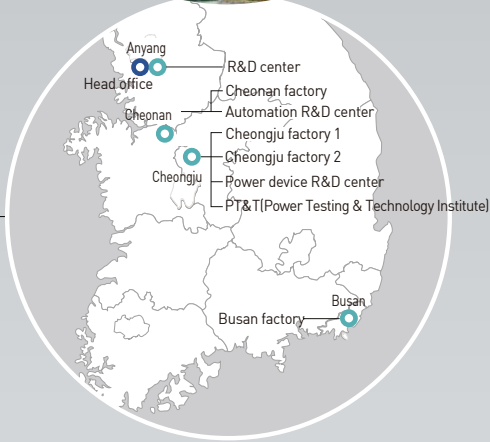 Anyang
R&D center
Head office
Cheonan factory
Cheonan
Automation R&D center
Cheongju factory 1
Cheongju factory 2
Cheongju
Power device R&D center
PT&T(Power Testing & Technology Institute)
Busan
Busan factory